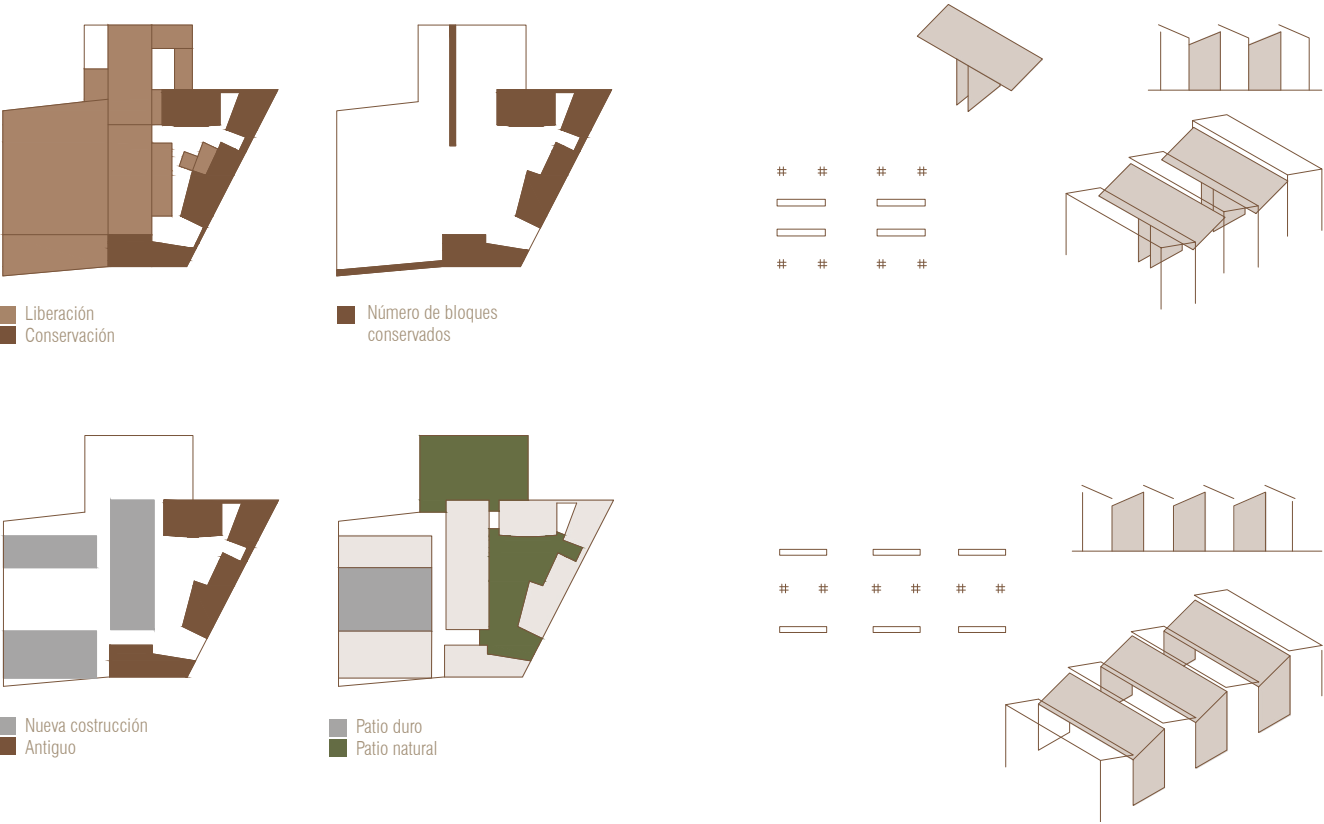 Liberación
Conservación
Número de bloques
conservados
Nueva costrucción
Antiguo
Patio duro
Patio natural